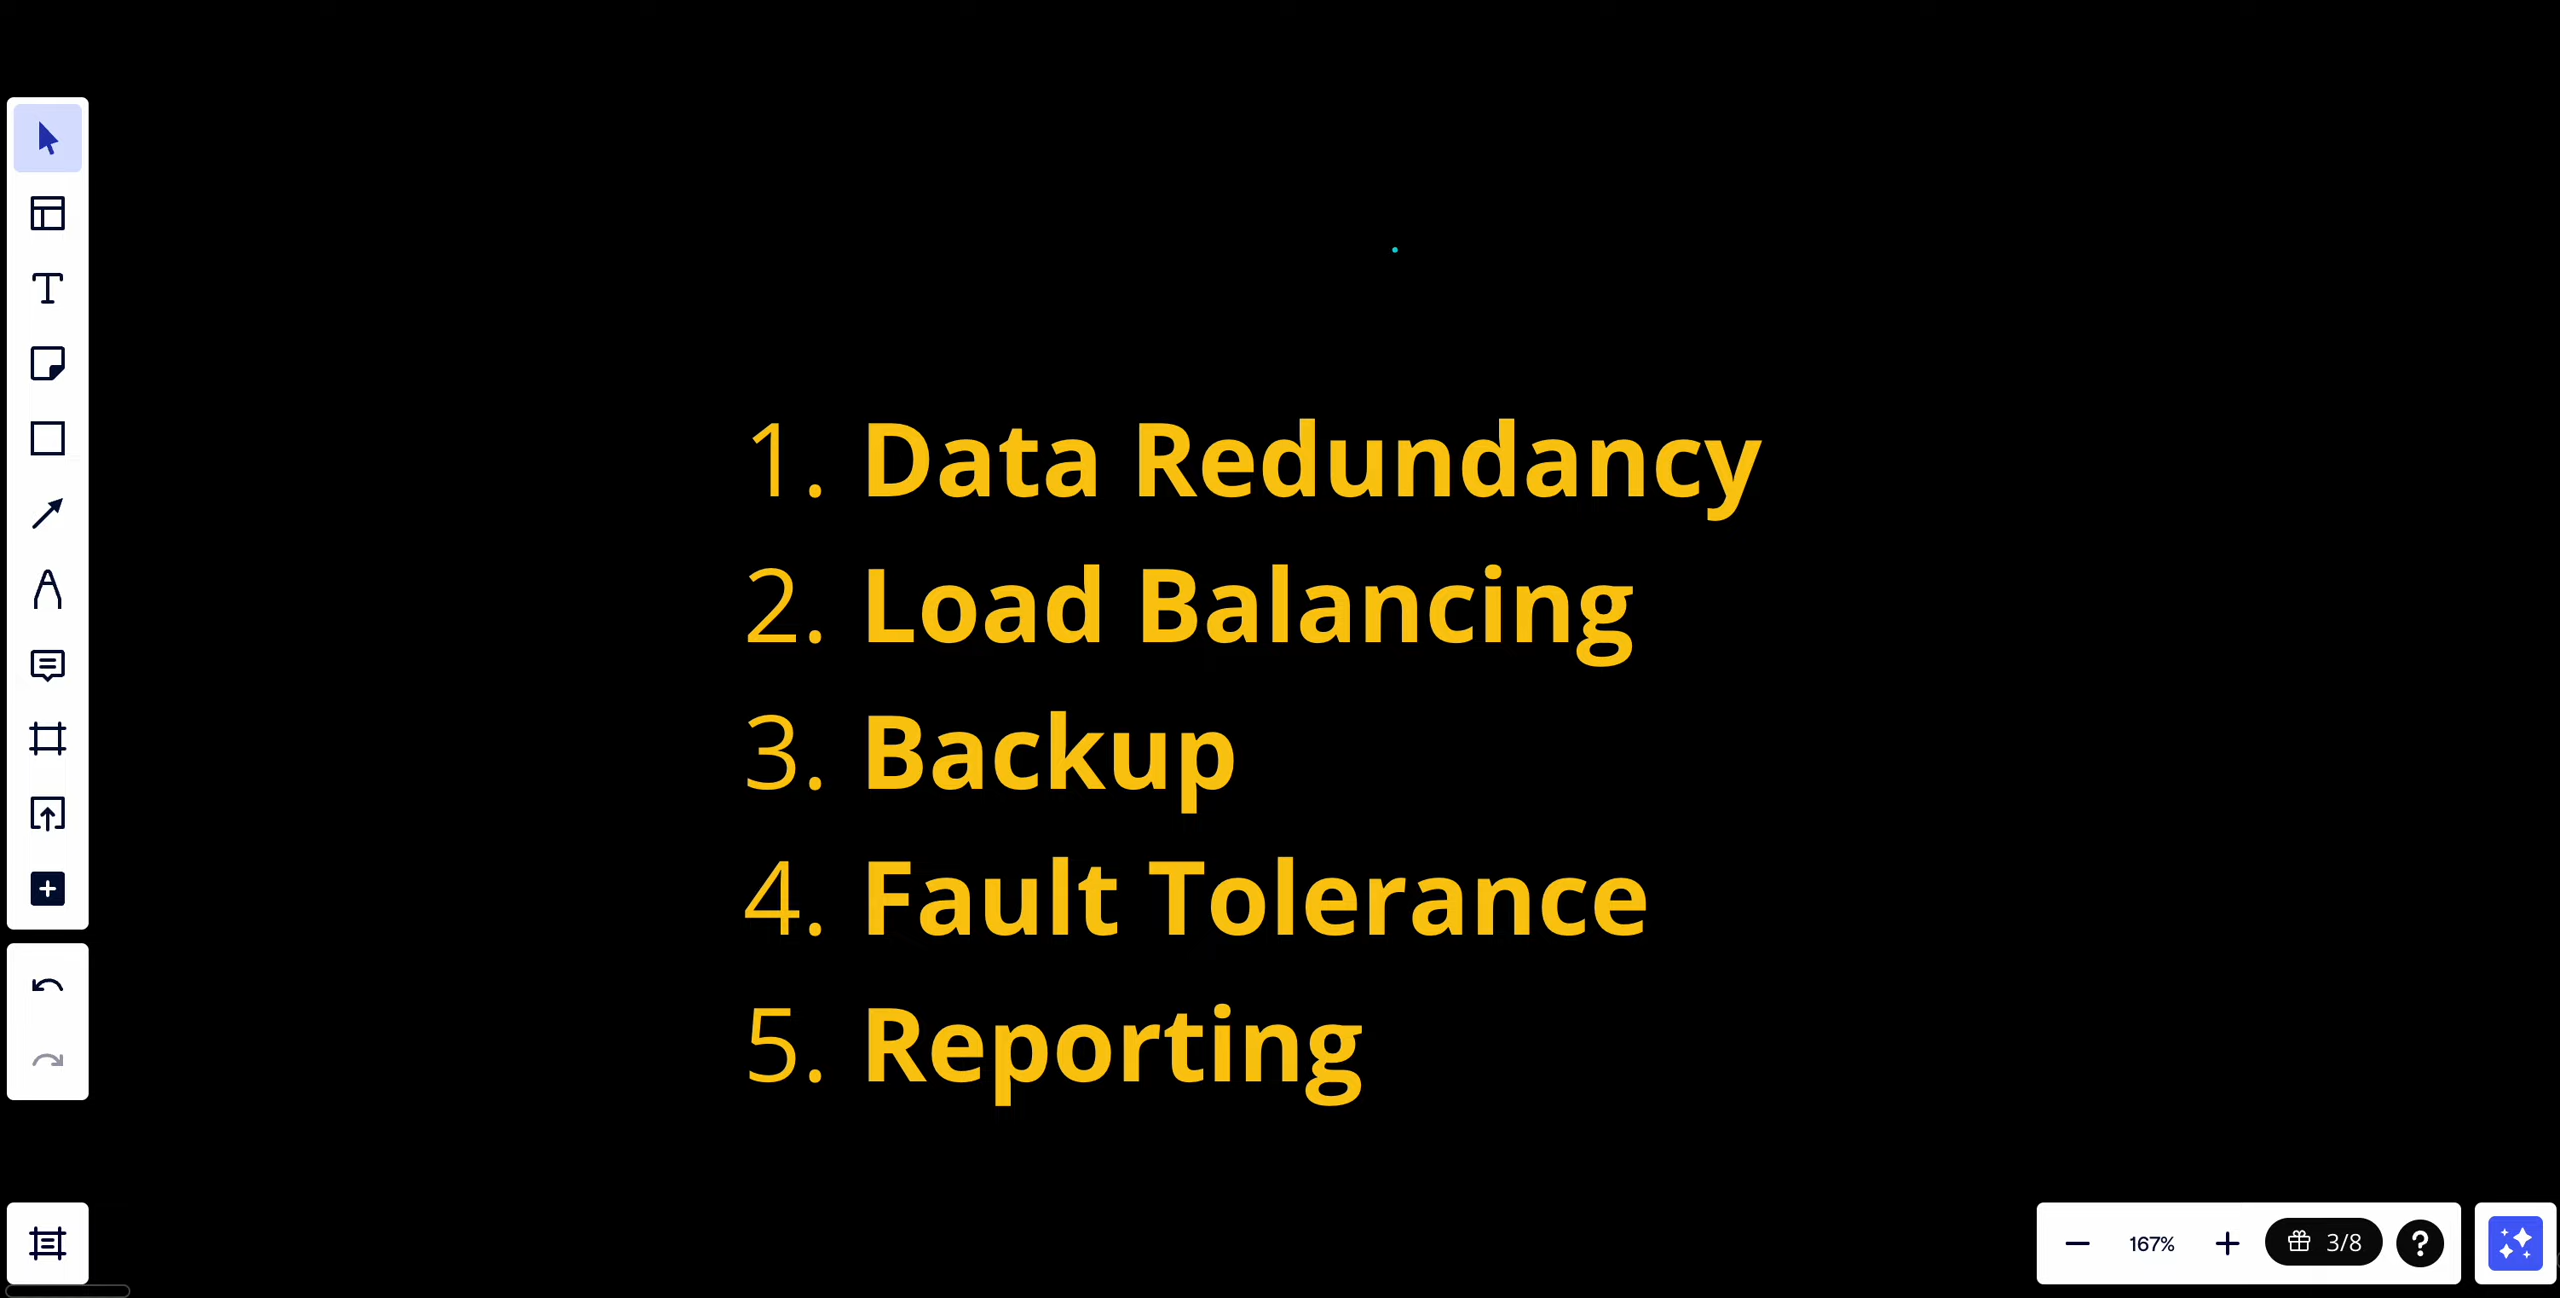 1. Data Redundancy
2. Load Balancing
3. Backup
4. Fault Tolerance
5. Reporting
167%
3/8
?